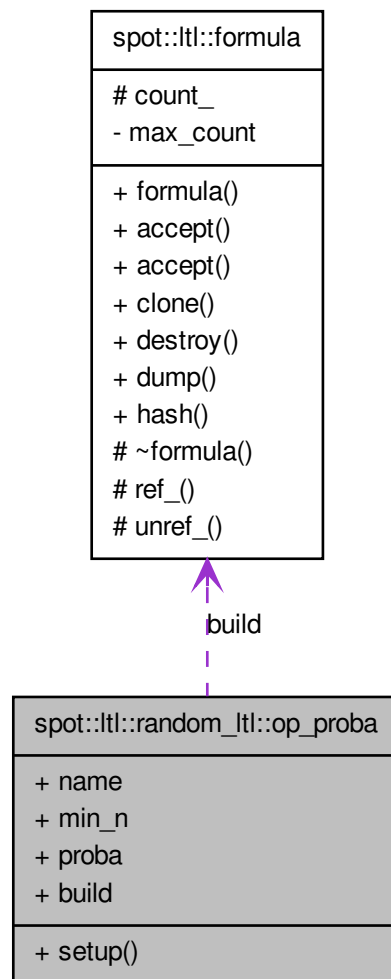 spot::ltl::formula
# count_
- max_count
+ formula()
+ accept()
+ accept()
+ clone()
+ destroy()
+ dump()
+ hash()
# ~formula()
# ref_()
# unref_()
build
spot::ltl::random_ltl::op_proba
+ name
+ min_n
+ proba
+ build
+ setup()